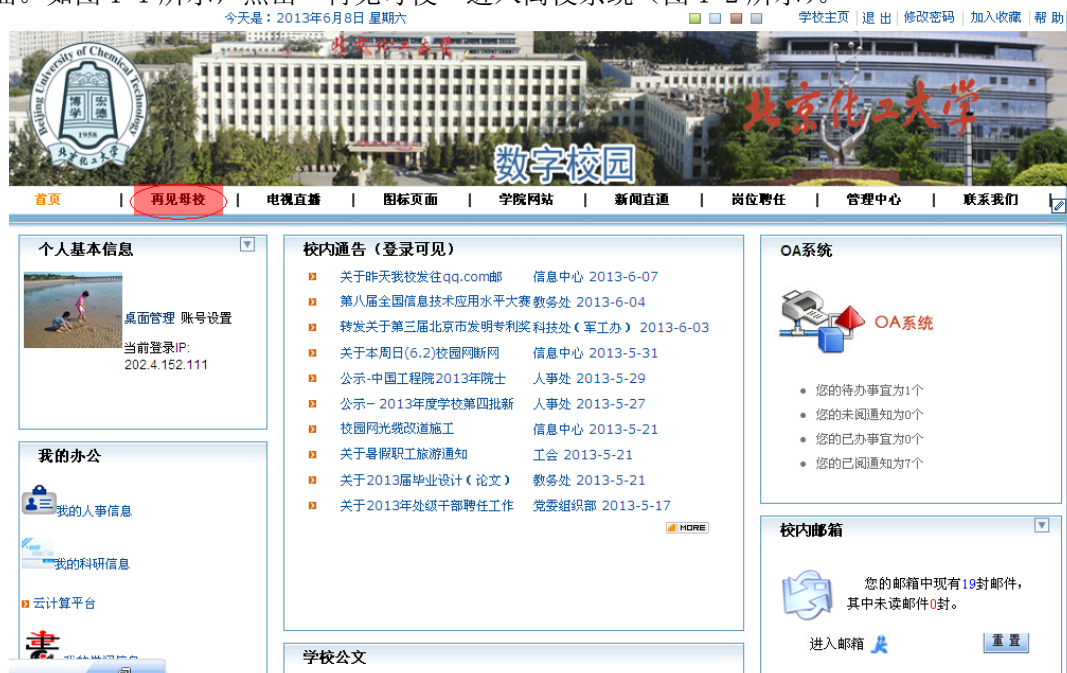 今天是：2013年6月8日 星期六
学校主页 | 退 出 | 修改密码 | 加入收藏 | 帮 助
Beijing University of Chemical Technology
博学 宏德
1958
北京化工大学
北京化工大学
数字校园
首页 | 再见母校 | 电视直播 | 图标页面 | 学院网站 | 新闻直通 | 岗位聘任 | 管理中心 | 联系我们
个人基本信息
桌面管理 账号设置
当前登录IP:
202.4.152.111
我的办公
我的人事信息
我的科研信息
云计算平台
校内通告（登录可见）
关于昨天我校发往qq.com邮 信息中心 2013-6-07
第八届全国信息技术应用水平大赛 教务处 2013-6-04
转发关于第三届北京市发明专利奖 科技处（军工办） 2013-6-03
关于本周日(6.2)校园网断网 信息中心 2013-5-31
公示-中国工程院2013年院士 人事处 2013-5-29
公示– 2013年度学校第四批新 人事处 2013-5-27
校园网光缆改道施工 信息中心 2013-5-21
关于暑假职工旅游通知 工会 2013-5-21
关于2013届毕业设计（论文） 教务处 2013-5-21
关于2013年处级干部聘任工作 党委组织部 2013-5-17
MORE
学校公文
OA系统
OA系统
您的待办事宜为1个
您的未阅通知为0个
您的已办事宜为0个
您的已阅通知为7个
校内邮箱
您的邮箱中现有19封邮件，
其中未读邮件0封。
进入邮箱 重 置